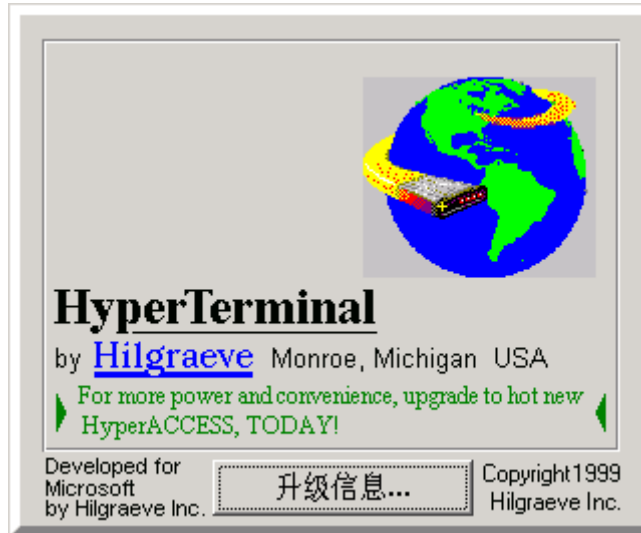 HyperTerminal
by Hilgraeve Monroe, Michigan USA
For more power and convenience, upgrade to hot new
HyperACCESS, TODAY!
Developed for
Microsoft
by Hilgraeve Inc.
升级信息...
Copyright1999
Hilgraeve Inc.